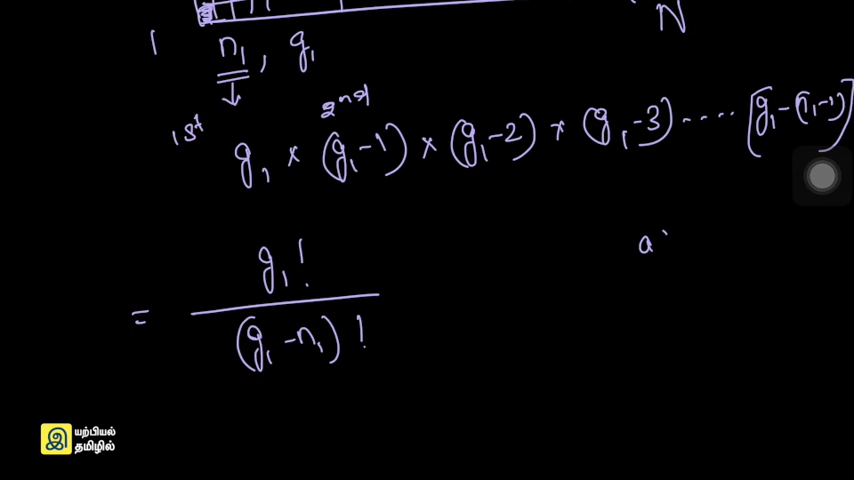 1 N
n₁ , g₁
1st 2nd
g₁ × (g₁-1) × (g₁-2) × (g₁-3) ···· [g₁-(n₁-1)]
a
= g₁! / (g₁-n₁)!
இ யற்பியல்
தமிழில்